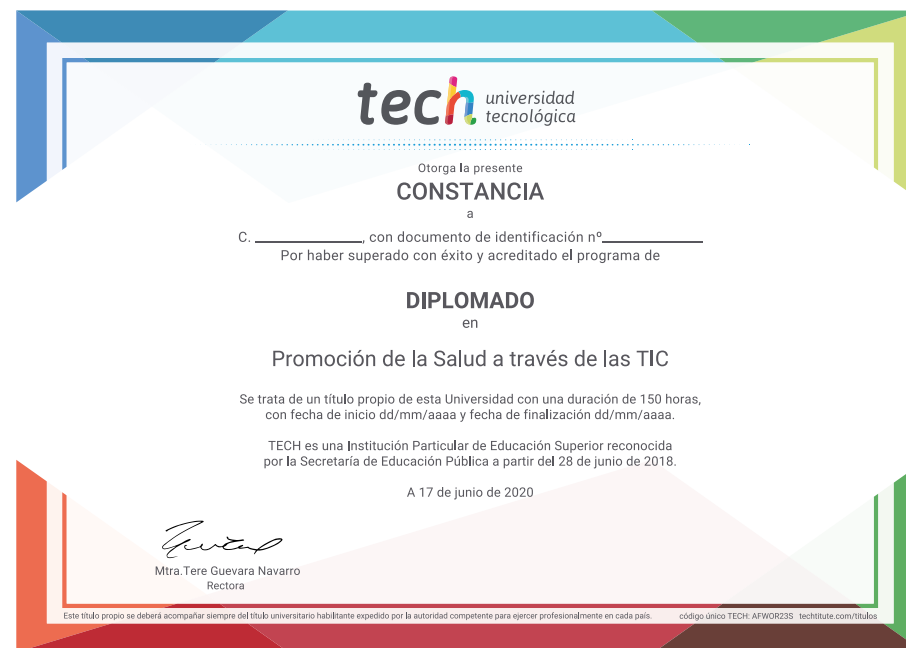 tech universidad
tecnológica
Otorga la presente
CONSTANCIA
a
C. ____________, con documento de identificación nº____________
Por haber superado con éxito y acreditado el programa de
DIPLOMADO
en
Promoción de la Salud a través de las TIC
Se trata de un título propio de esta Universidad con una duración de 150 horas,
con fecha de inicio dd/mm/aaaa y fecha de finalización dd/mm/aaaa.
TECH es una Institución Particular de Educación Superior reconocida
por la Secretaría de Educación Pública a partir del 28 de junio de 2018.
A 17 de junio de 2020
Mtra.Tere Guevara Navarro
Rectora
Este título propio se deberá acompañar siempre del título universitario habilitante expedido por la autoridad competente para ejercer profesionalmente en cada país. código único TECH: AFWOR23S techtitute.com/titulos